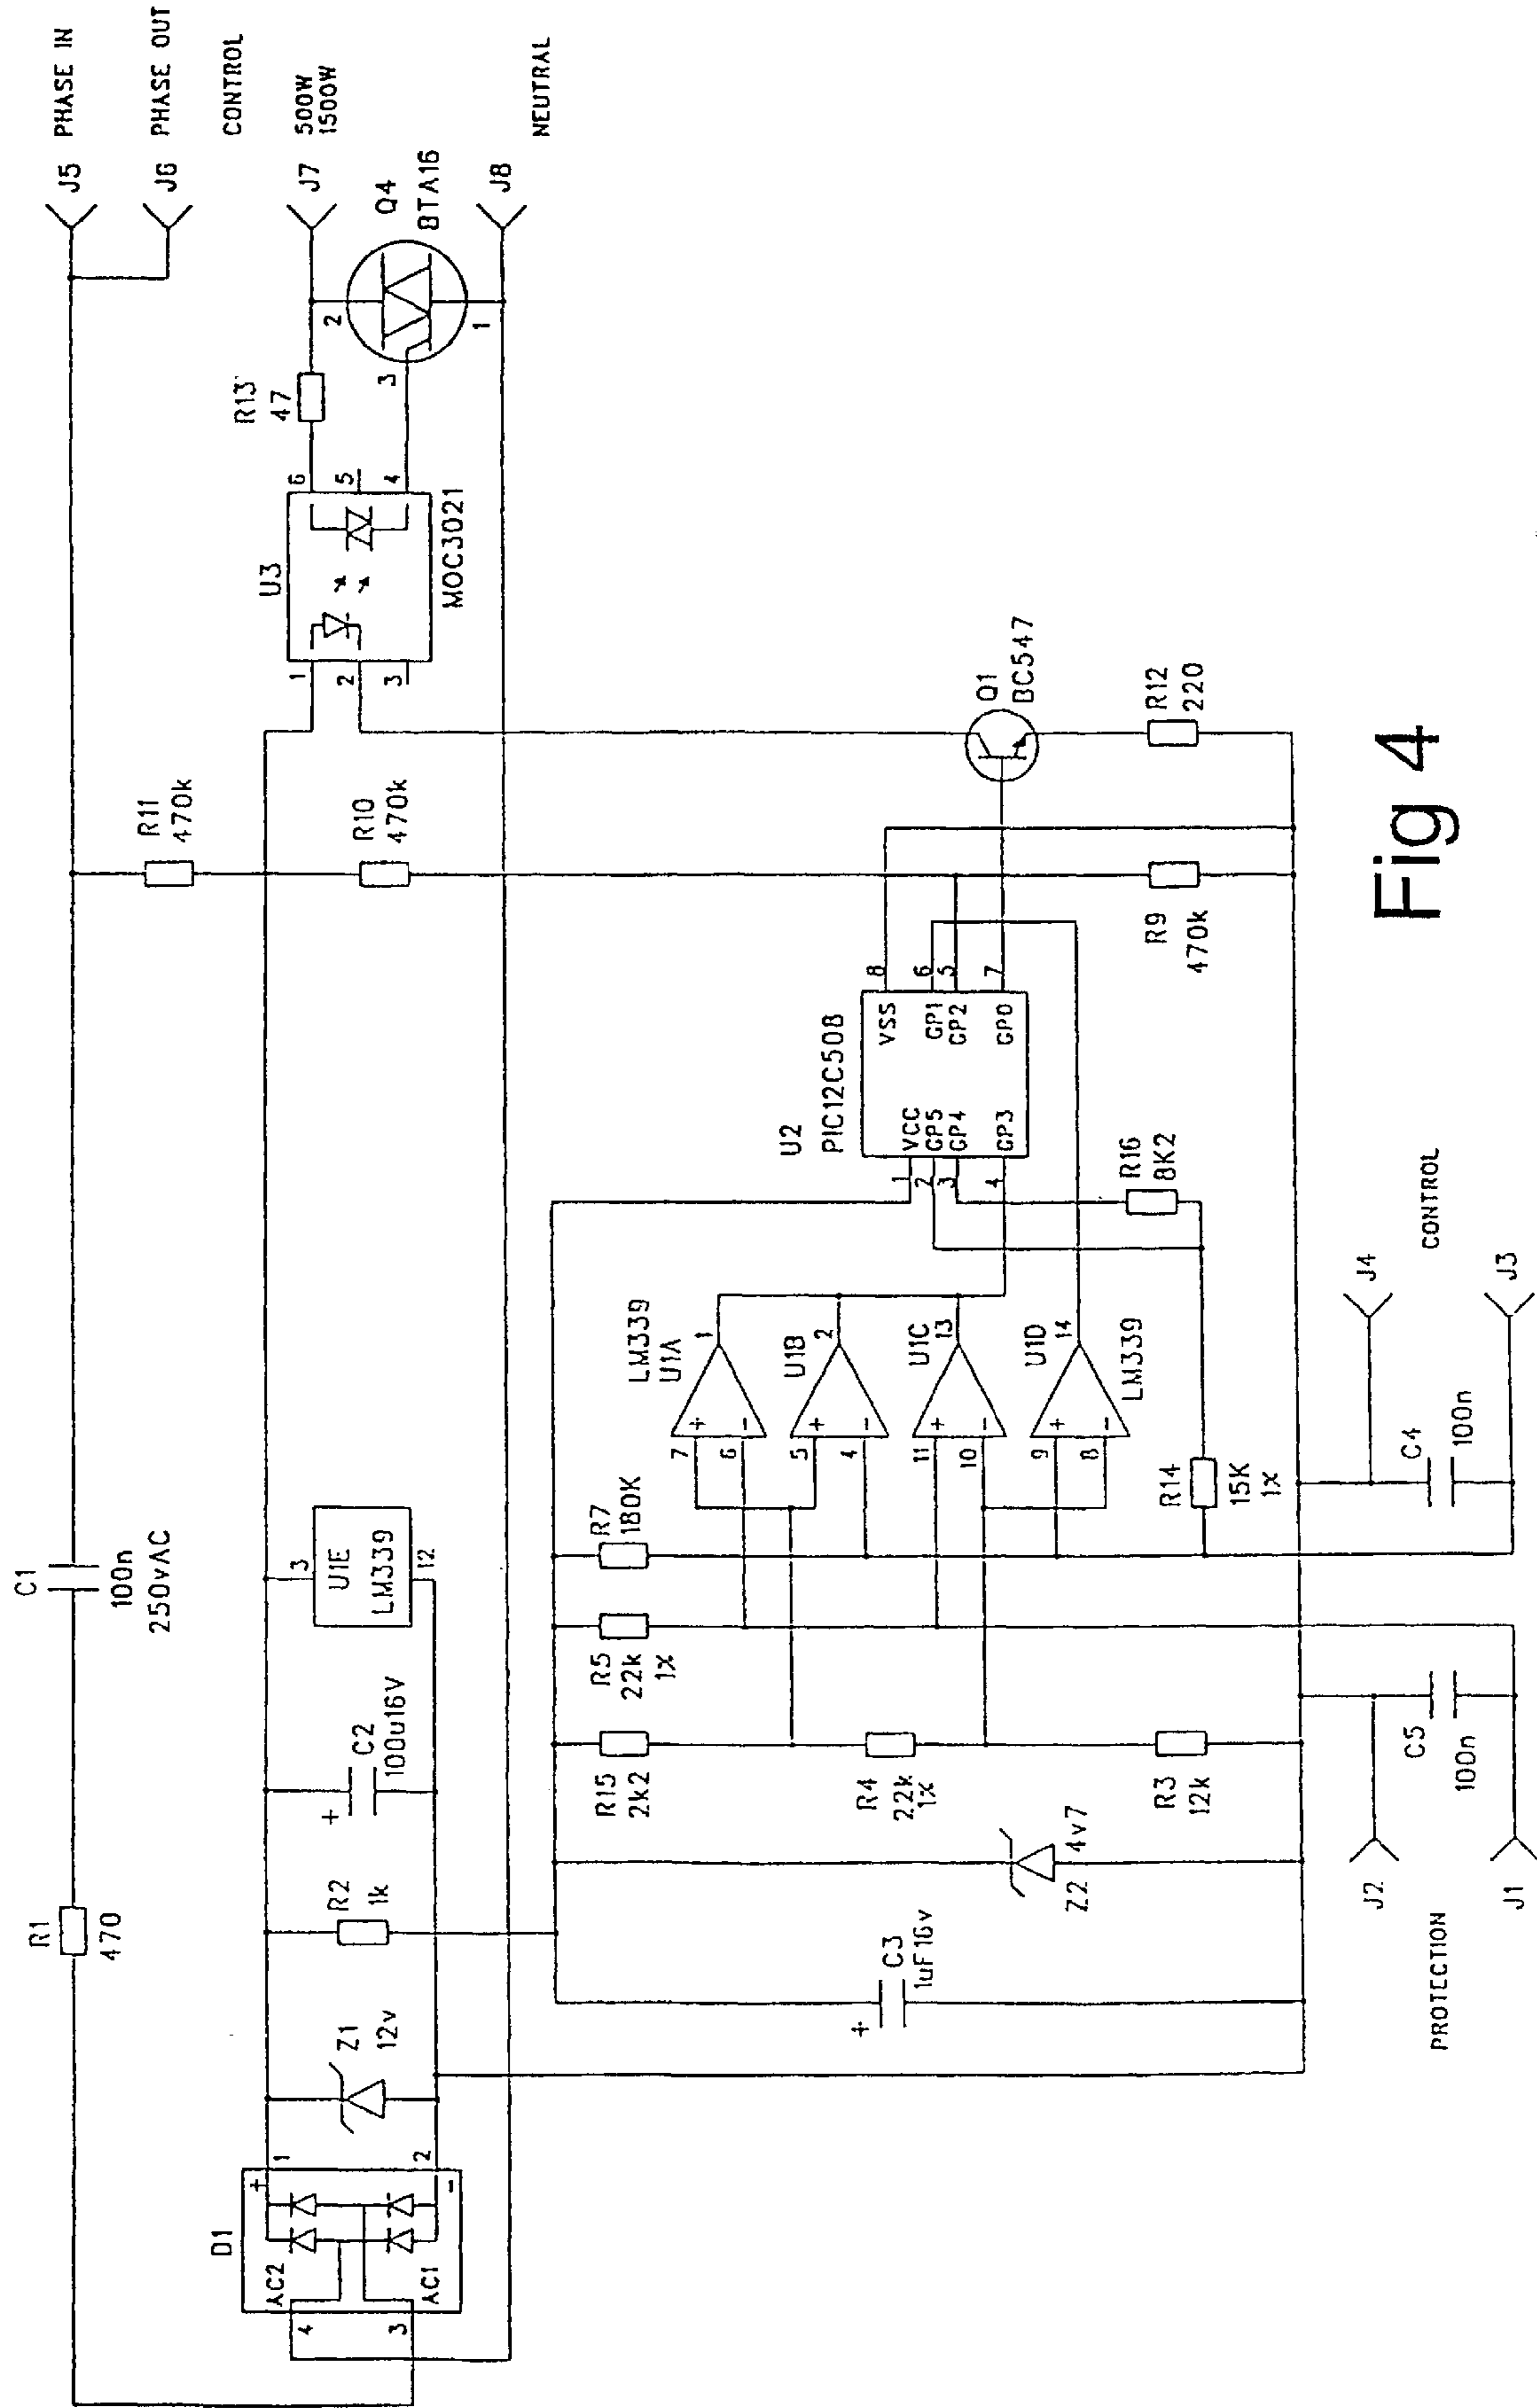 J5 PHASE IN
J6 PHASE OUT
CONTROL
J7 500W
1500W
Q4
BTA16
J8
NEUTRAL
2
3
1
R13
47
U3
MOC3021
6
5
4
1
2
3
R11
470k
R10
470k
C1
100n
250vAC
R1
470
D1
AC2
AC1
+
-
1
2
4
3
Z1
12v
R2
1k
C2
100u16V
+
U1E
LM339
3
12
Q1
BC547
R12
220
R9
470k
U2
PIC12C508
VSS
GP1
GP2
GP0
VCC
GP5
GP4
GP3
8
6
5
7
1
2
3
4
R16
8K2
LM339
U1A
7
6
1
+
-
U1B
5
4
2
+
-
U1C
11
10
13
+
-
U1D
LM339
9
8
14
+
-
R7
180K
R5
22k
1%
R15
2k2
R4
22k
1%
R3
12k
R14
15K
1%
Z2 4v7
C3
1uF16v
+
C4
100n
C5
100n
J4
CONTROL
J3
J2
PROTECTION
J1
Fig 4